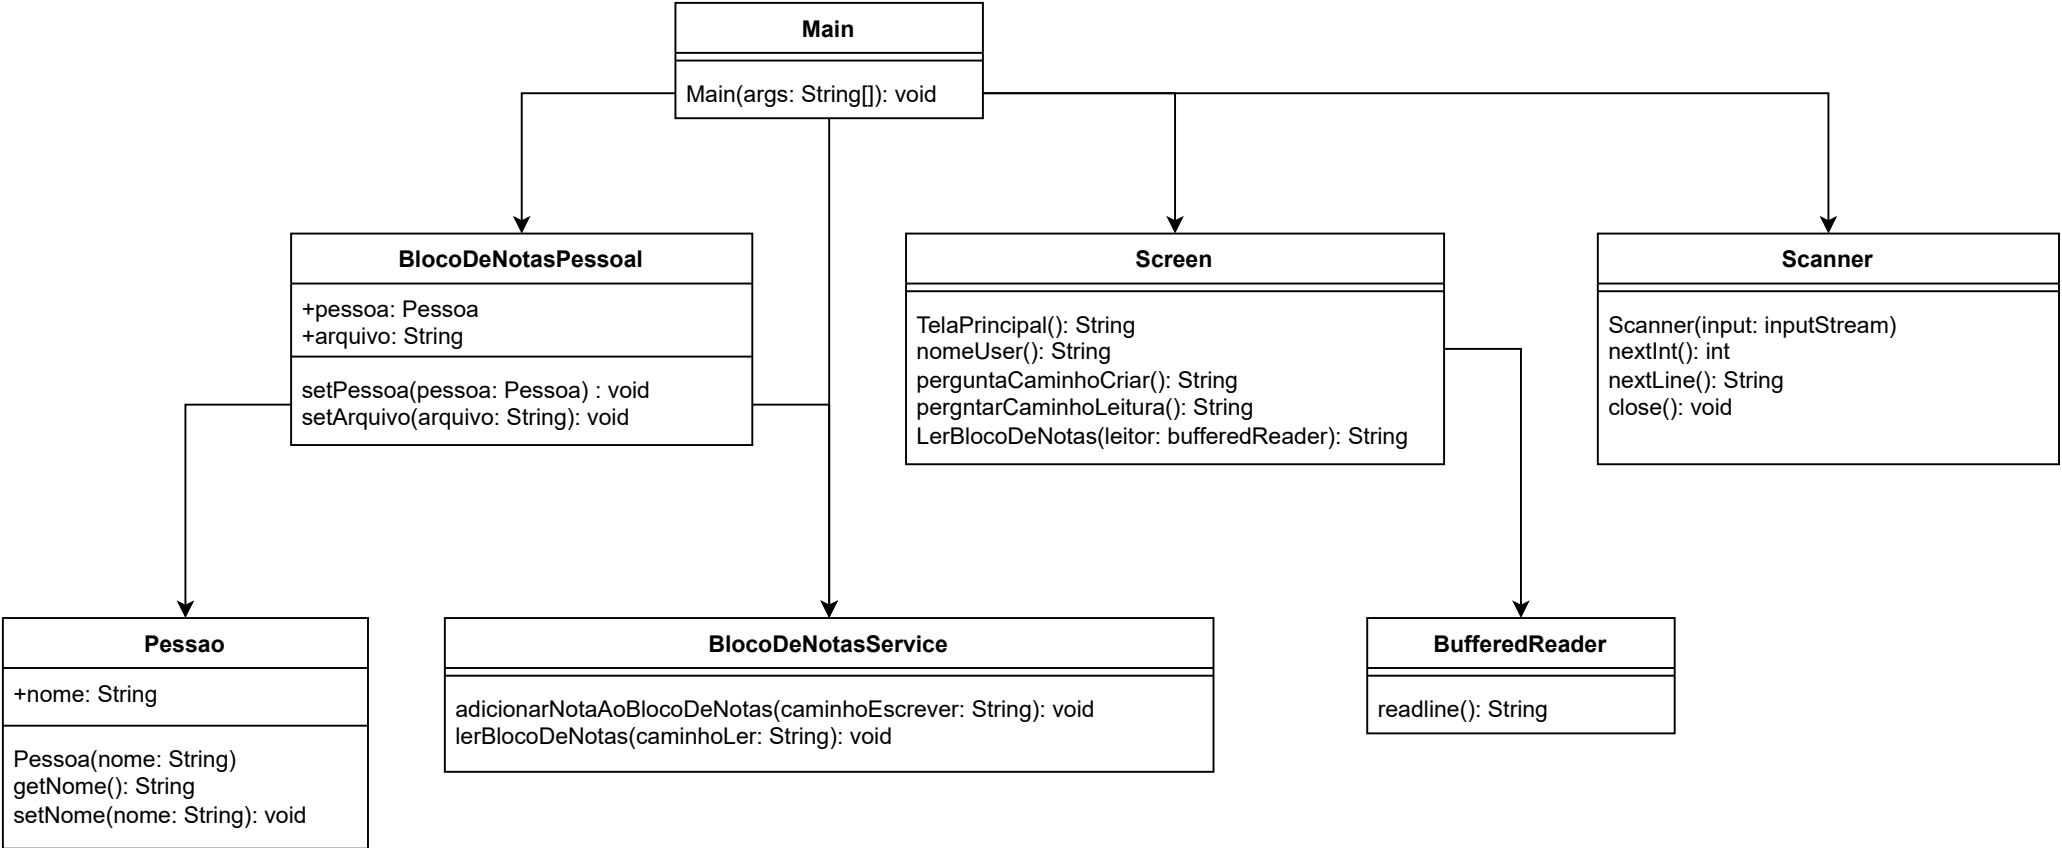 Main
Main(args: String[]): void
BlocoDeNotasPessoal
+pessoa: Pessoa
+arquivo: String
setPessoa(pessoa: Pessoa) : void
setArquivo(arquivo: String): void
Screen
TelaPrincipal(): String
nomeUser(): String
perguntaCaminhoCriar(): String
pergntarCaminhoLeitura(): String
LerBlocoDeNotas(leitor: bufferedReader): String
Scanner
Scanner(input: inputStream)
nextInt(): int
nextLine(): String
close(): void
Pessao
+nome: String
Pessoa(nome: String)
getNome(): String
setNome(nome: String): void
BlocoDeNotasService
adicionarNotaAoBlocoDeNotas(caminhoEscrever: String): void
lerBlocoDeNotas(caminhoLer: String): void
BufferedReader
readline(): String